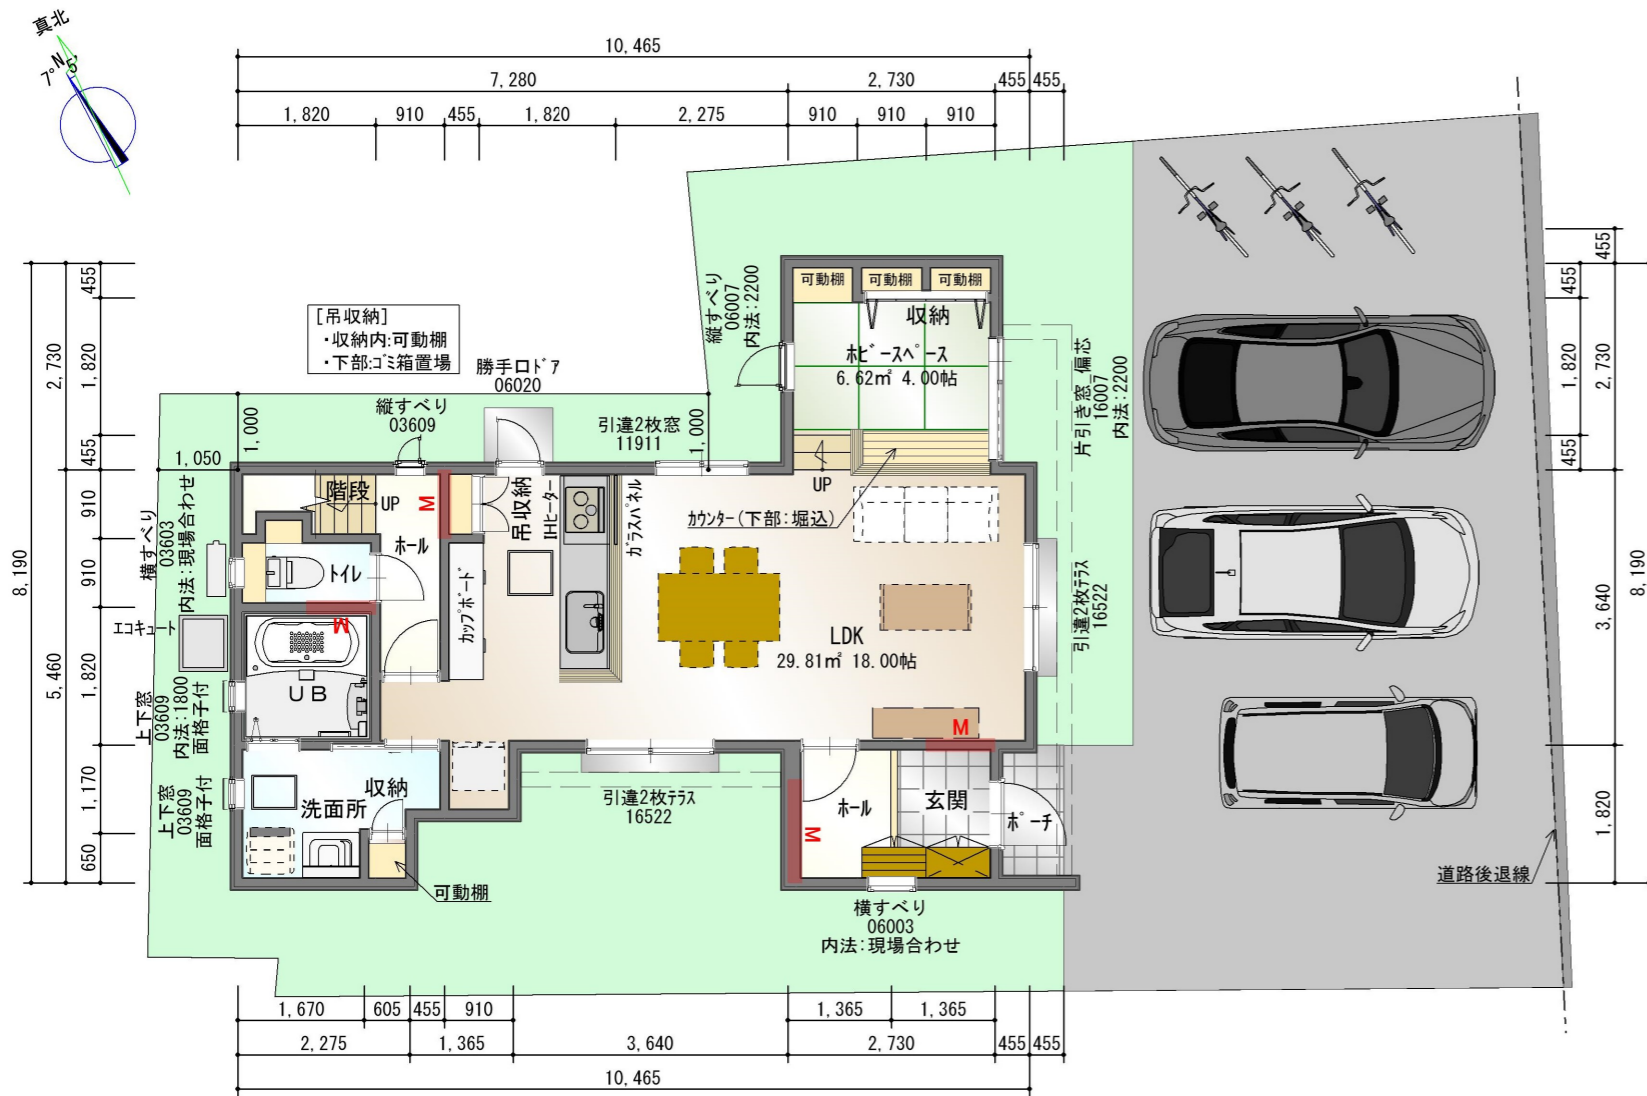 真北
7°N5'
10,465
7,280
2,730
455
455
1,820
910
455
1,820
2,275
910
910
910
[吊収納]
・収納内:可動棚
・下部:ゴミ箱置場
勝手口ドア
06020
縦すべり
03609
引違2枚窓
11911
縦すべり
06007
内法:2200
可動棚
可動棚
可動棚
収納
ホビースペース
6.62㎡ 4.00帖
片引き窓_偏芯
16007
内法:2200
1,000
1,000
1,050
8,190
2,730
5,460
455
1,820
455
910
910
1,820
1,170
650
階段
UP
M
ホール
トイレ
M
UB
吊収納
IHヒーター
ガラスパネル
カップボード
UP
カウンター(下部:堀込)
LDK
29.81㎡ 18.00帖
引違2枚テラス
16522
横すべり
03603
内法:現場合わせ
エコキュート
上下窓
03609
内法:1800
面格子付
上下窓
03609
面格子付
収納
洗面所
可動棚
引違2枚テラス
16522
M
M
ホール
玄関
ポーチ
横すべり
06003
内法:現場合わせ
道路後退線
455
455
1,820
2,730
455
3,640
8,190
1,820
1,670
605
455
910
1,365
1,365
2,275
1,365
3,640
2,730
455
455
10,465